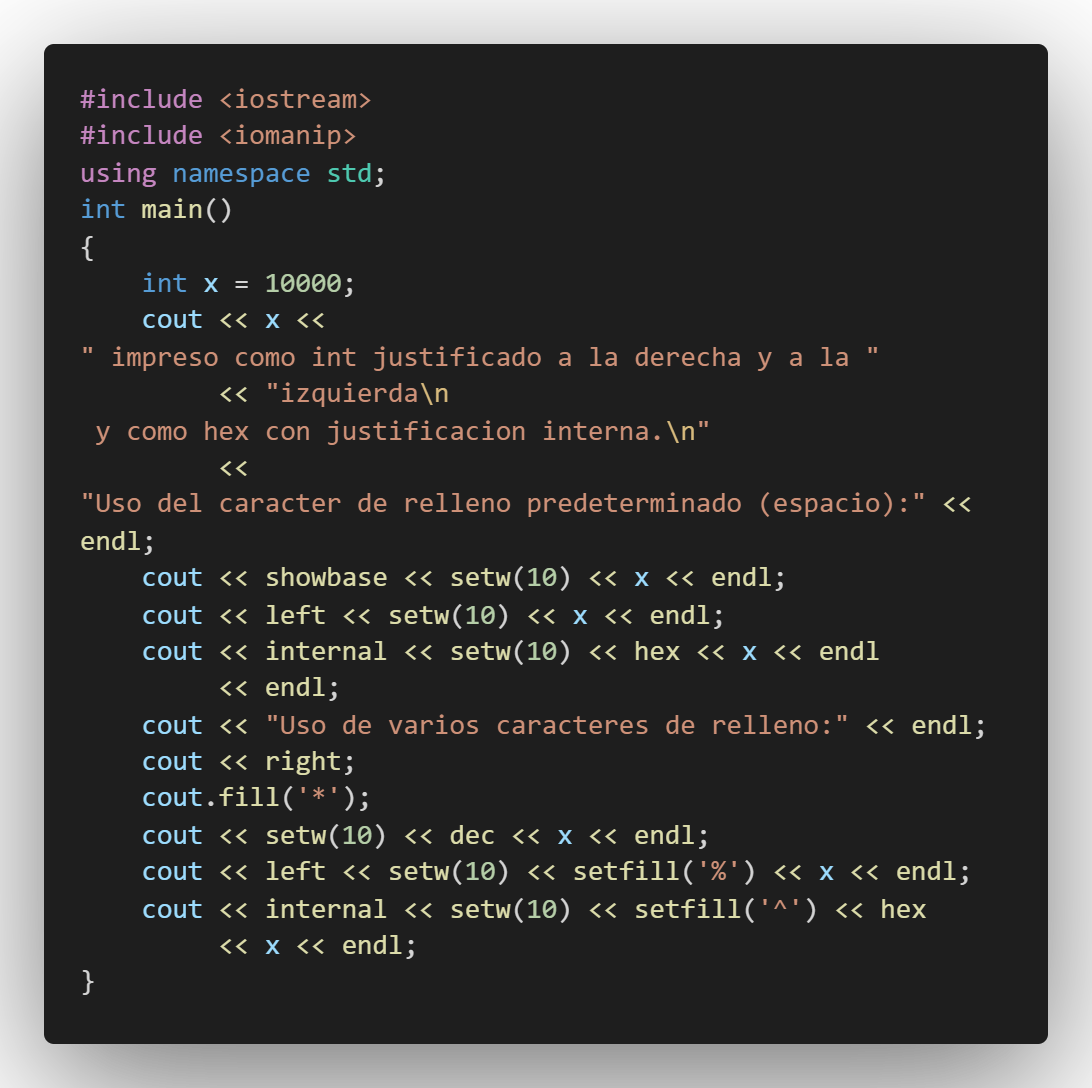 #include <iostream>
#include <iomanip>
using namespace std;
int main()
{
    int x = 10000;
    cout << x <<
" impreso como int justificado a la derecha y a la "
         << "izquierda\n
 y como hex con justificacion interna.\n"
         <<
"Uso del caracter de relleno predeterminado (espacio):" <<
endl;
    cout << showbase << setw(10) << x << endl;
    cout << left << setw(10) << x << endl;
    cout << internal << setw(10) << hex << x << endl
         << endl;
    cout << "Uso de varios caracteres de relleno:" << endl;
    cout << right;
    cout.fill('*');
    cout << setw(10) << dec << x << endl;
    cout << left << setw(10) << setfill('%') << x << endl;
    cout << internal << setw(10) << setfill('^') << hex
         << x << endl;
}